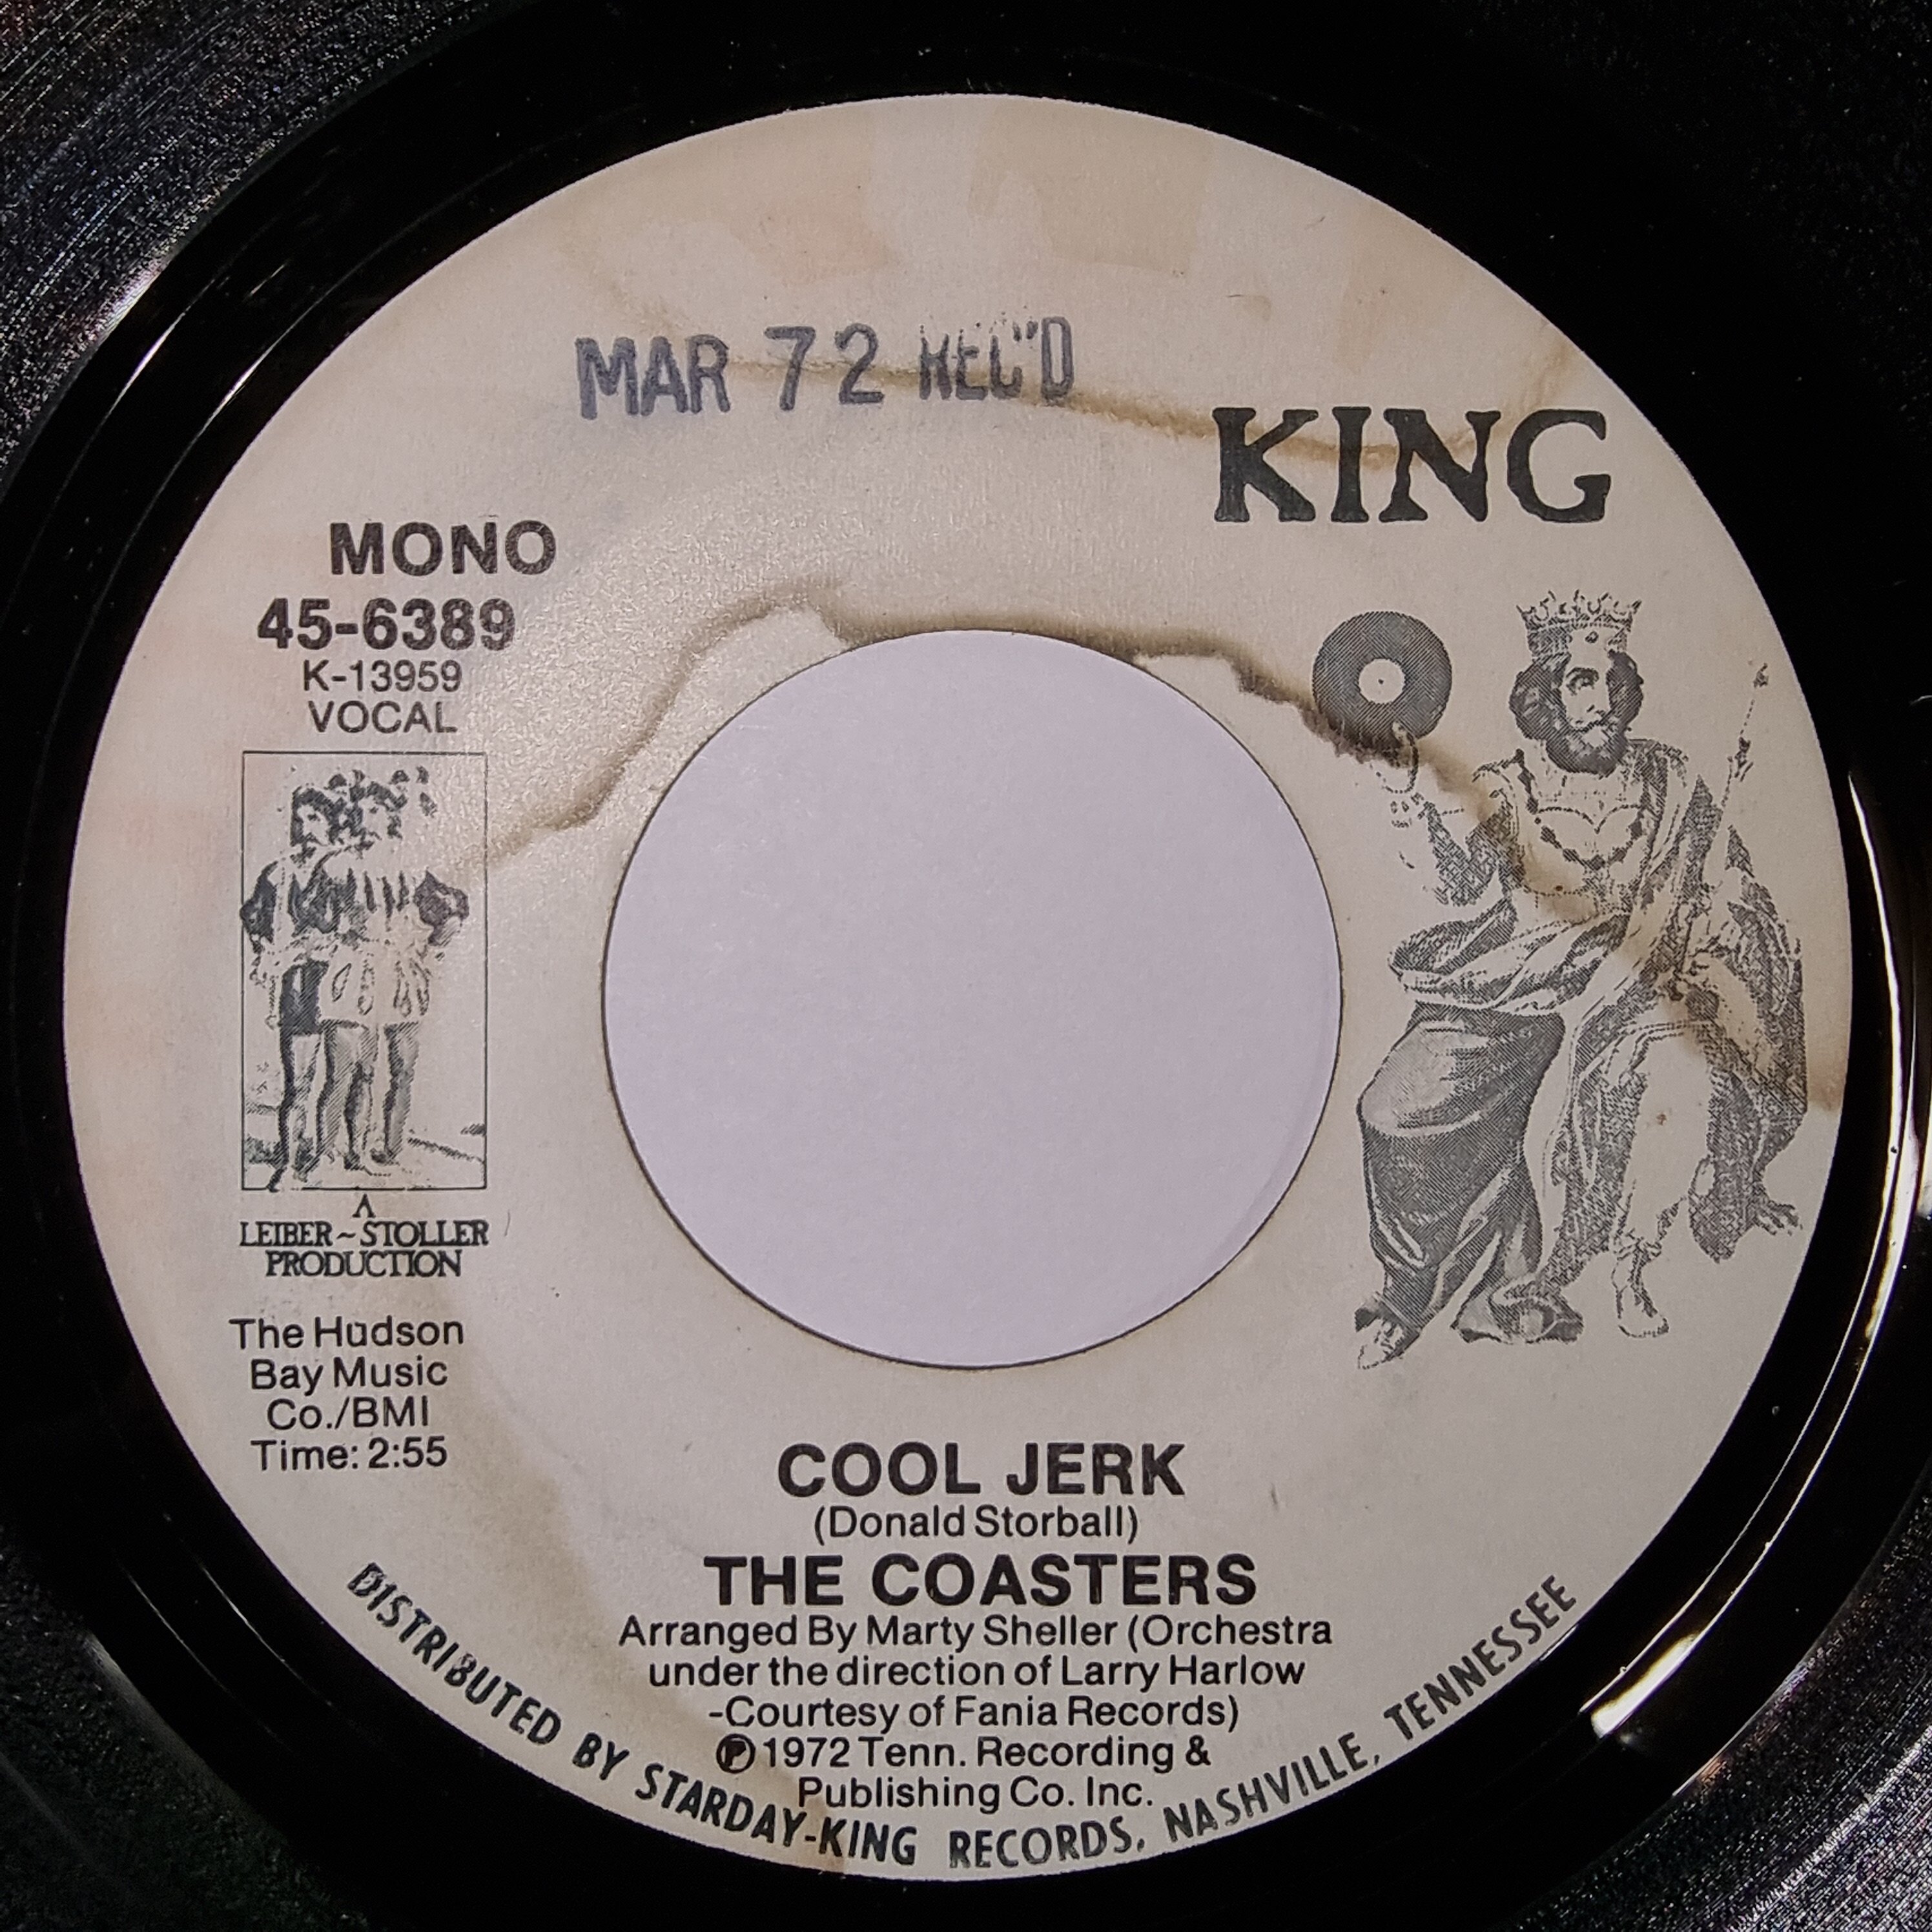 MAR 72 REC'D
KING
MONO
45-6389
K-13959
VOCAL
A
LEIBER~STOLLER
PRODUCTION
The Hudson
Bay Music
Co./BMI
Time: 2:55
COOL JERK
(Donald Storball)
THE COASTERS
Arranged By Marty Sheller (Orchestra
under the direction of Larry Harlow
-Courtesy of Fania Records)
Ⓟ1972 Tenn. Recording &
Publishing Co. Inc.
DISTRIBUTED BY STARDAY-KING RECORDS, NASHVILLE, TENNESSEE